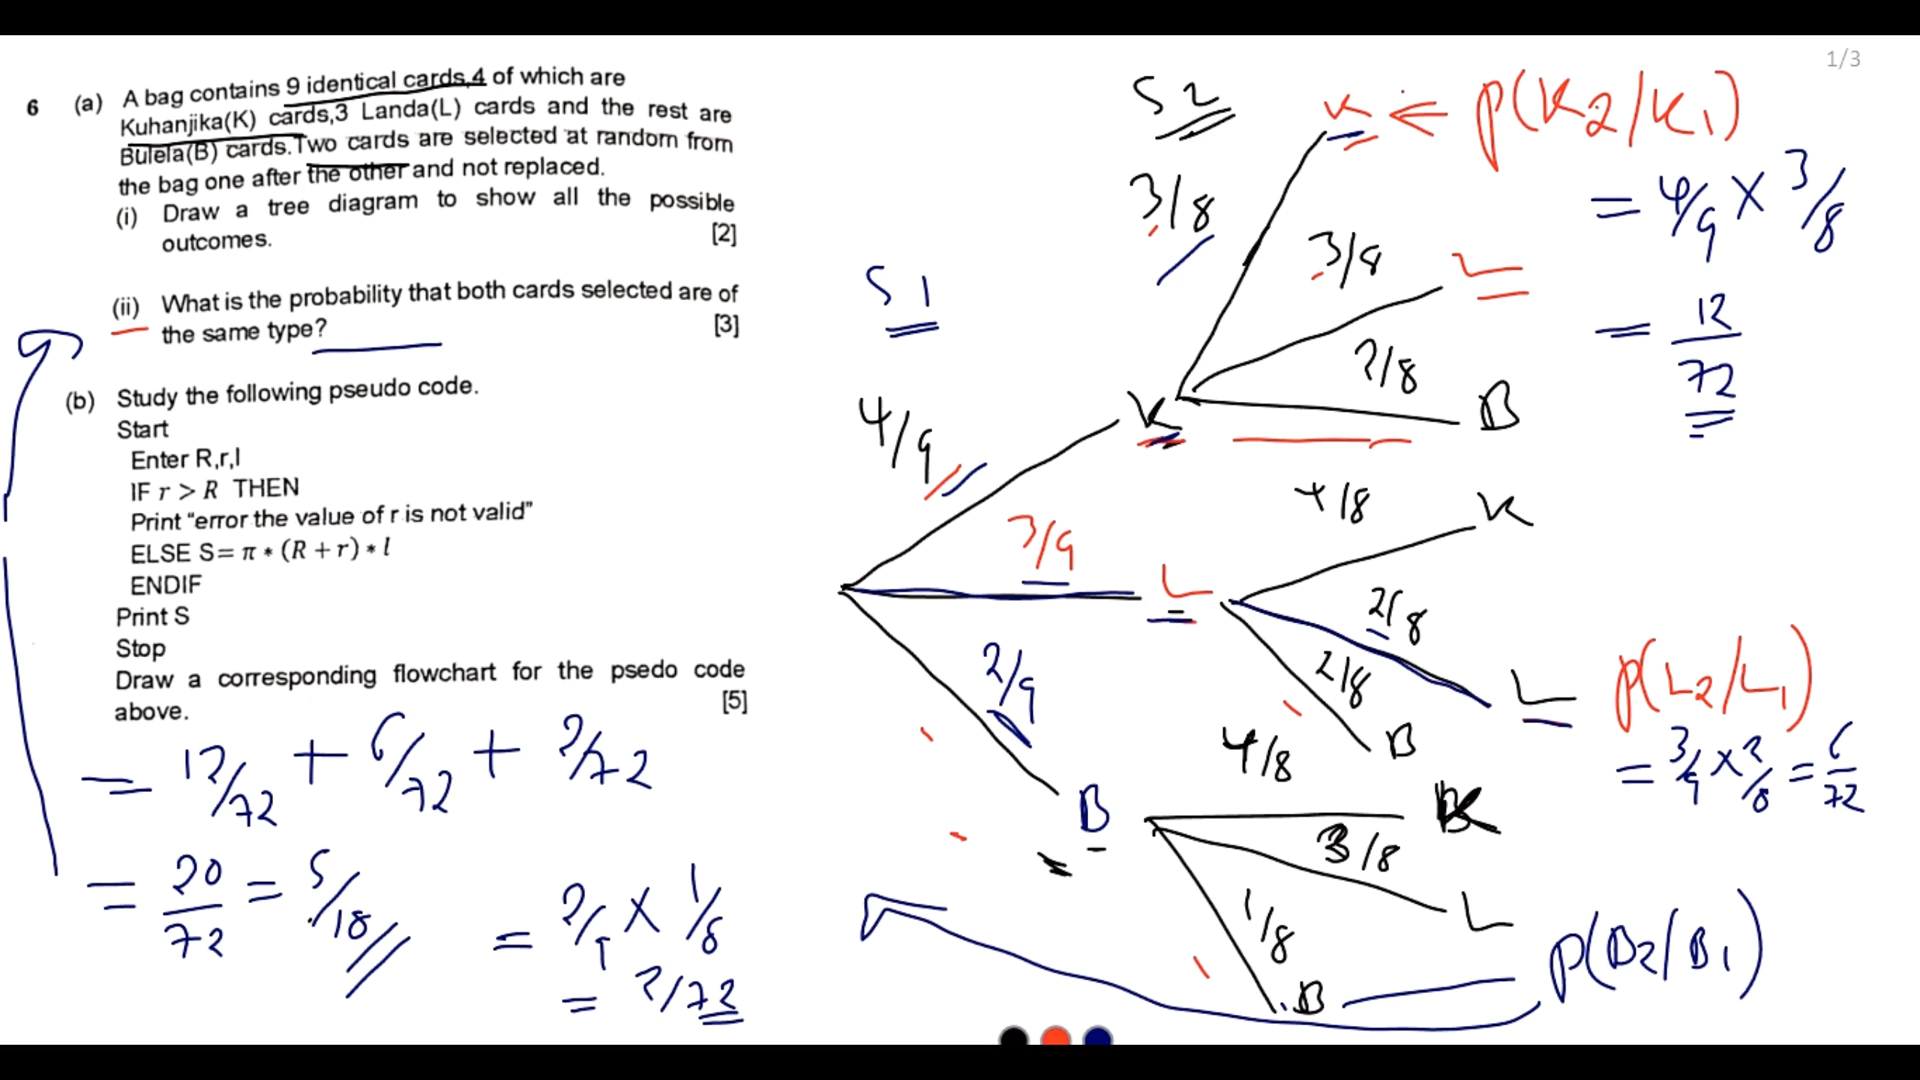 1/3
6 (a) A bag contains 9 identical cards,4 of which are
Kuhanjika(K) cards,3 Landa(L) cards and the rest are
Bulela(B) cards.Two cards are selected at random from
the bag one after the other and not replaced.
(i) Draw a tree diagram to show all the possible
outcomes. [2]
(ii) What is the probability that both cards selected are of
the same type? [3]
(b) Study the following pseudo code.
Start
Enter R,r,l
IF r > R THEN
Print “error the value of r is not valid”
ELSE S= π * (R + r) * l
ENDIF
Print S
Stop
Draw a corresponding flowchart for the psedo code
above. [5]
= 12/72 + 6/72 + 2/72
= 20/72 = 5/18
= 2/9 × 1/8
= 2/72
S1
4/9
K
3/9
L
2/9
B
S2
3/8
K
3/8
L
2/8
B
4/8
K
2/8
L
2/8
B
4/8
K
3/8
L
1/8
B
P(K2/K1)
= 4/9 × 3/8
= 12/72
P(L2/L1)
= 3/9 × 2/8 = 6/72
P(B2/B1)